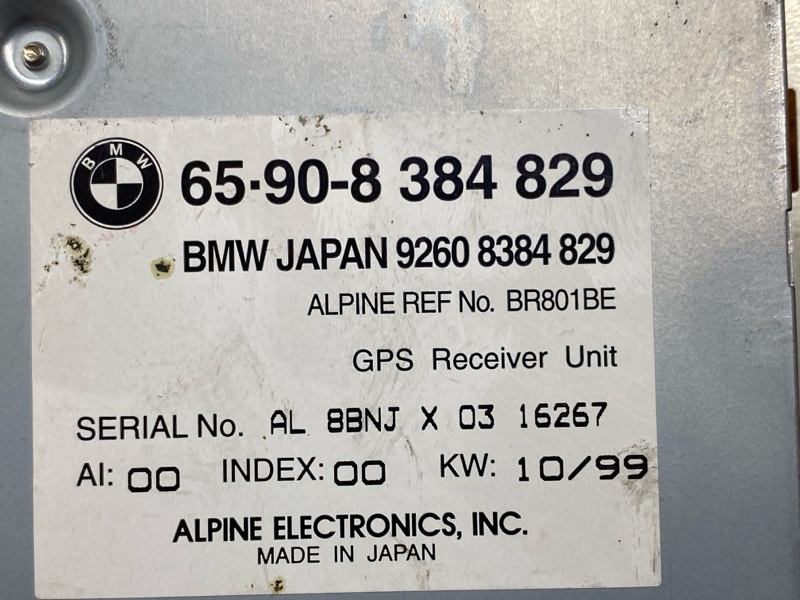 BMW
65·90-8 384 829
BMW JAPAN 9260 8384 829
ALPINE REF No. BR801BE
GPS Receiver Unit
SERIAL No. AL 8BNJ X 03 16267
AI: 00 INDEX: 00 KW: 10/99
ALPINE ELECTRONICS, INC.
MADE IN JAPAN